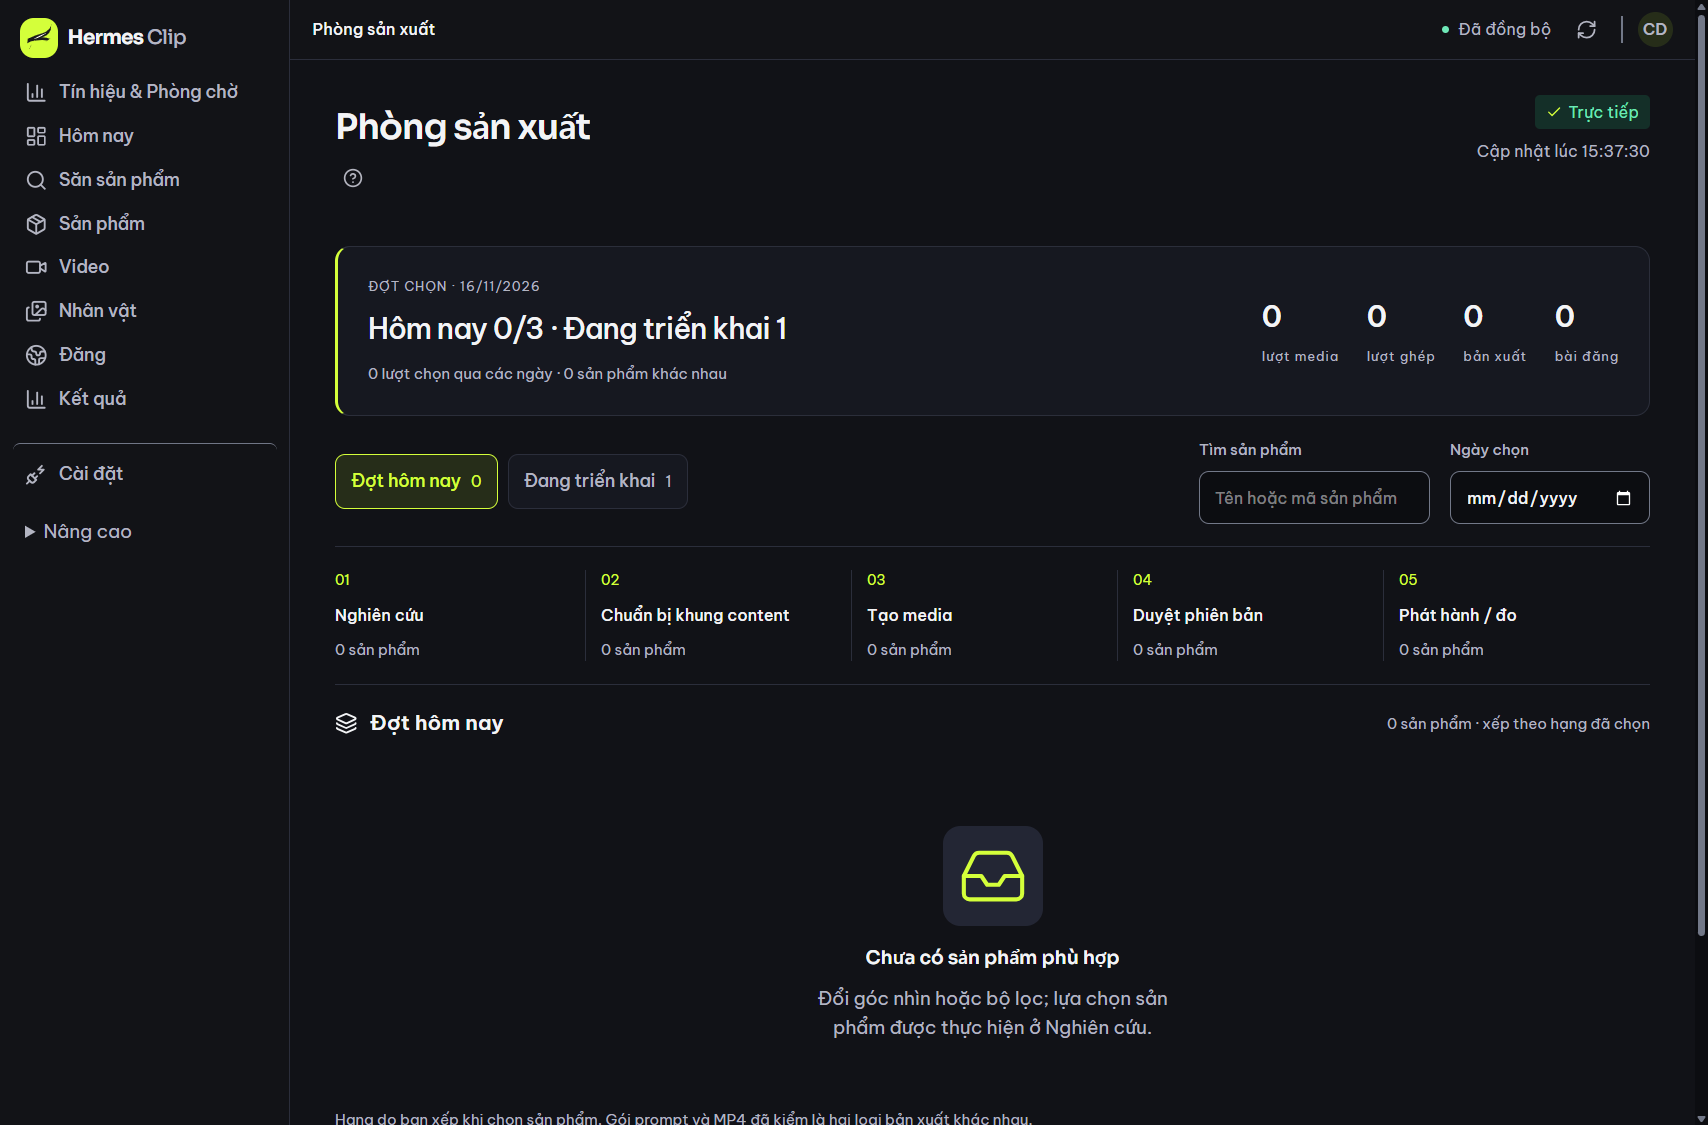 Hermes Clip
Tín hiệu & Phòng chờ
Hôm nay
Săn sản phẩm
Sản phẩm
Video
Nhân vật
Đăng
Kết quả
Cài đặt
Nâng cao
Phòng sản xuất
Đã đồng bộ
CD
Phòng sản xuất
Trực tiếp
Cập nhật lúc 15:37:30
ĐỢT CHỌN · 16/11/2026
Hôm nay 0/3 · Đang triển khai 1
0 lượt chọn qua các ngày · 0 sản phẩm khác nhau
0 lượt media
0 lượt ghép
0 bản xuất
0 bài đăng
Đợt hôm nay 0
Đang triển khai 1
Tìm sản phẩm
Tên hoặc mã sản phẩm
Ngày chọn
mm/dd/yyyy
01
Nghiên cứu
0 sản phẩm
02
Chuẩn bị khung content
0 sản phẩm
03
Tạo media
0 sản phẩm
04
Duyệt phiên bản
0 sản phẩm
05
Phát hành / đo
0 sản phẩm
Đợt hôm nay
0 sản phẩm · xếp theo hạng đã chọn
Chưa có sản phẩm phù hợp
Đổi góc nhìn hoặc bộ lọc; lựa chọn sản
phẩm được thực hiện ở Nghiên cứu.
Hạng do bạn xếp khi chọn sản phẩm. Gói prompt và MP4 đã kiểm là hai loại bản xuất khác nhau.